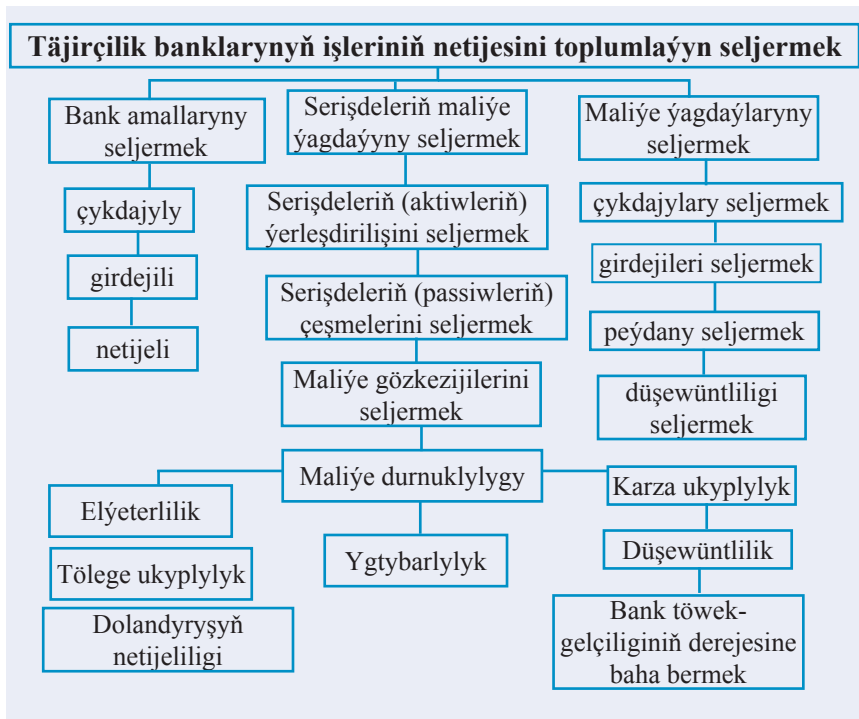 Täjirçilik banklarynyň işleriniň netijesini toplumlaýyn seljermek
Bank amallaryny
seljermek
çykdajyly
girdejili
netijeli
Serişdeleriň maliýe
ýagdaýyny seljermek
Serişdeleriň (aktiwleriň)
ýerleşdirilişini seljermek
Serişdeleriň (passiwleriň)
çeşmelerini seljermek
Maliýe gözkezijilerini
seljermek
Maliýe ýagdaýlaryny
seljermek
çykdajylary seljermek
girdejileri seljermek
peýdany seljermek
düşewüntliligi
seljermek
Maliýe durnuklylygy
Elýeterlilik
Tölege ukyplylyk
Dolandyryşyň
netijeliligi
Ygtybarlylyk
Karza ukyplylyk
Düşewüntlilik
Bank töwek-
gelçiliginiň derejesine
baha bermek